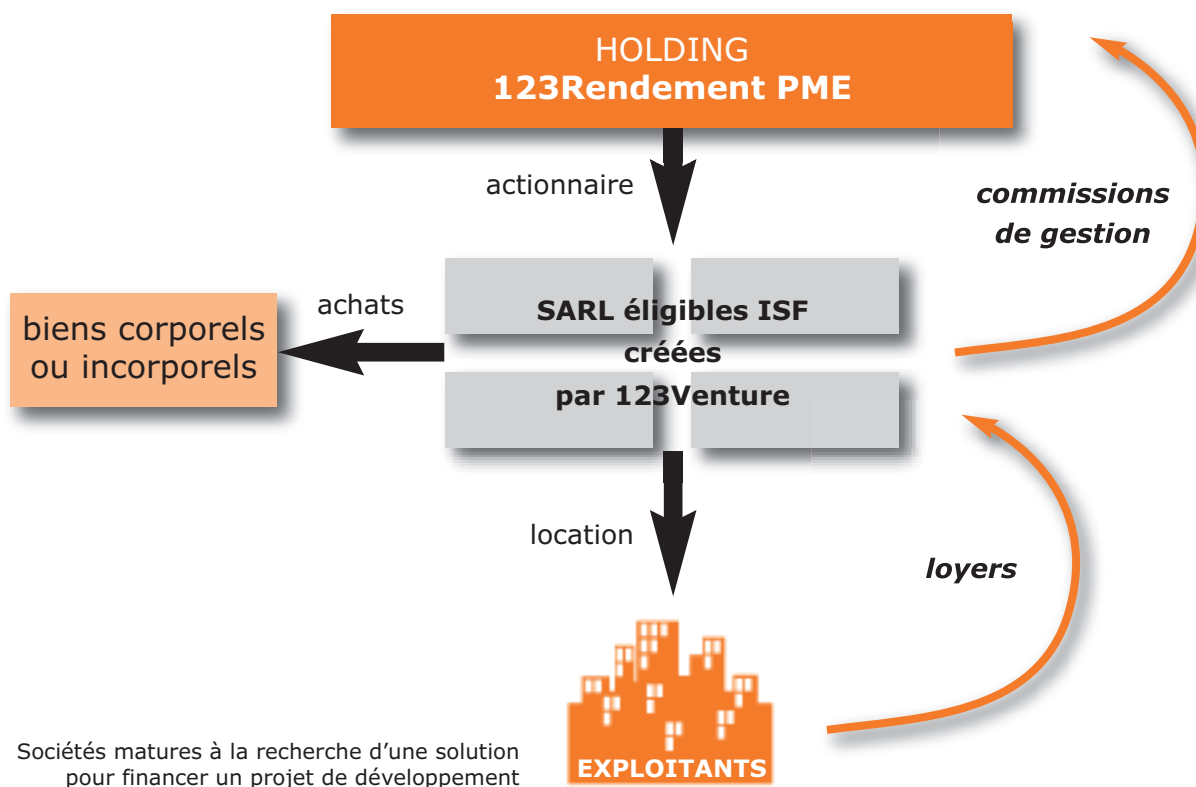 HOLDING
123Rendement PME
actionnaire
commissions
de gestion
achats
biens corporels
ou incorporels
SARL éligibles ISF
créées
par 123Venture
location
loyers
EXPLOITANTS
Sociétés matures à la recherche d’une solution
pour financer un projet de développement